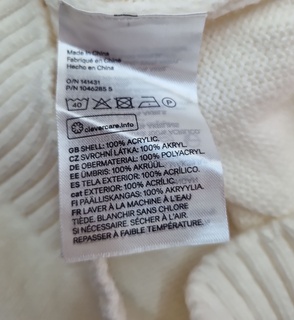 Made in China
Fabriqué en Chine
Hecho en China
O/N 141431
P/N 1046285 S
40
clevercare.info
GB SHELL: 100% ACRYLIC.
CZ SVRCHNÍ LÁTKA: 100% AKRYL.
DE OBERMATERIAL: 100% POLYACRYL.
EE ÜMBRIS: 100% AKRÜÜL.
ES TELA EXTERIOR: 100% ACRÍLICO.
cat EXTERIOR: 100% ACRÍLIC.
FI PÄÄLLISKANGAS: 100% AKRYYLIA.
FR LAVER À LA MACHINE À L'EAU
TIÈDE. BLANCHIR SANS CHLORE
SI NÉCESSAIRE. SÉCHER À L'AIR.
REPASSER À FAIBLE TEMPÉRATURE.